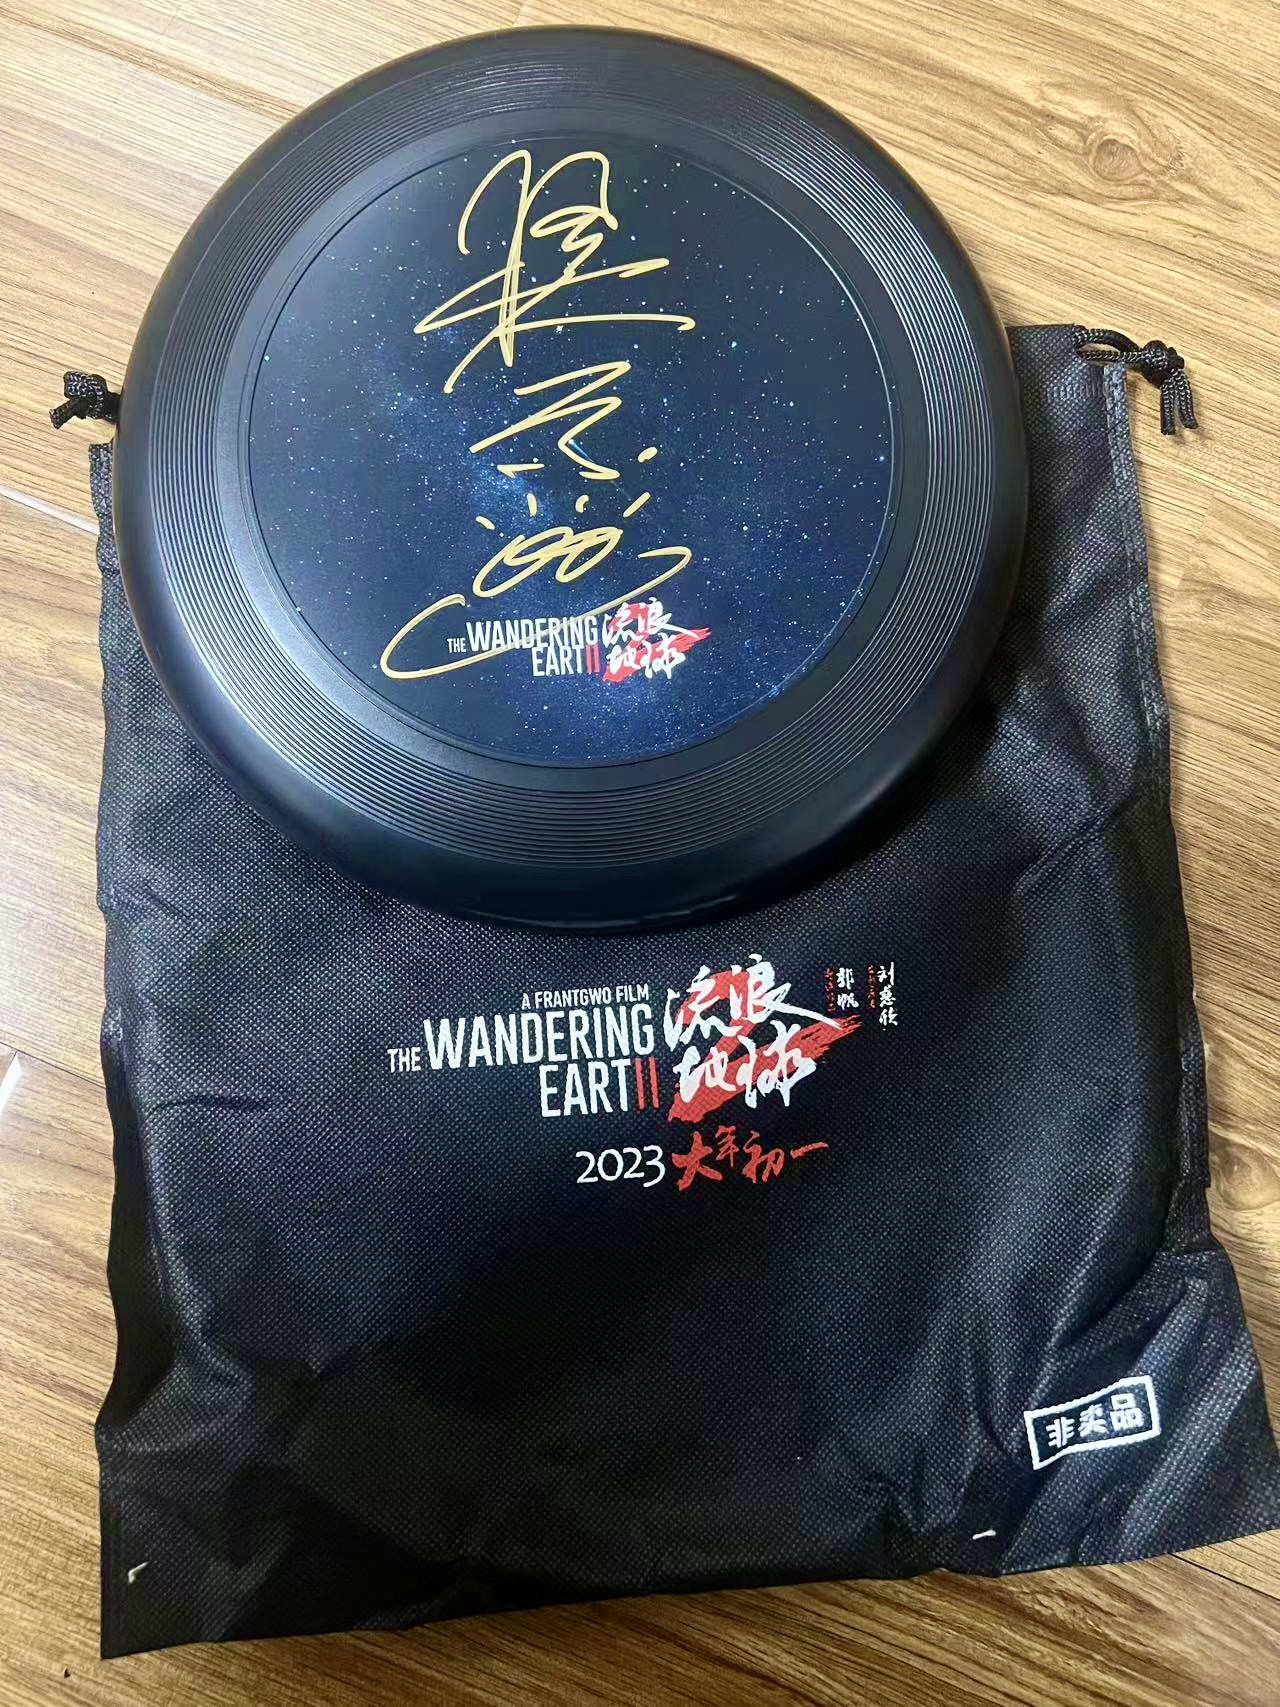 THE WANDERING
EARTII
流浪
地球
A FRANTGWO FILM
THE WANDERING
EARTII
流浪
地球
郭帆
刘慈欣
2023 大年初一
非卖品